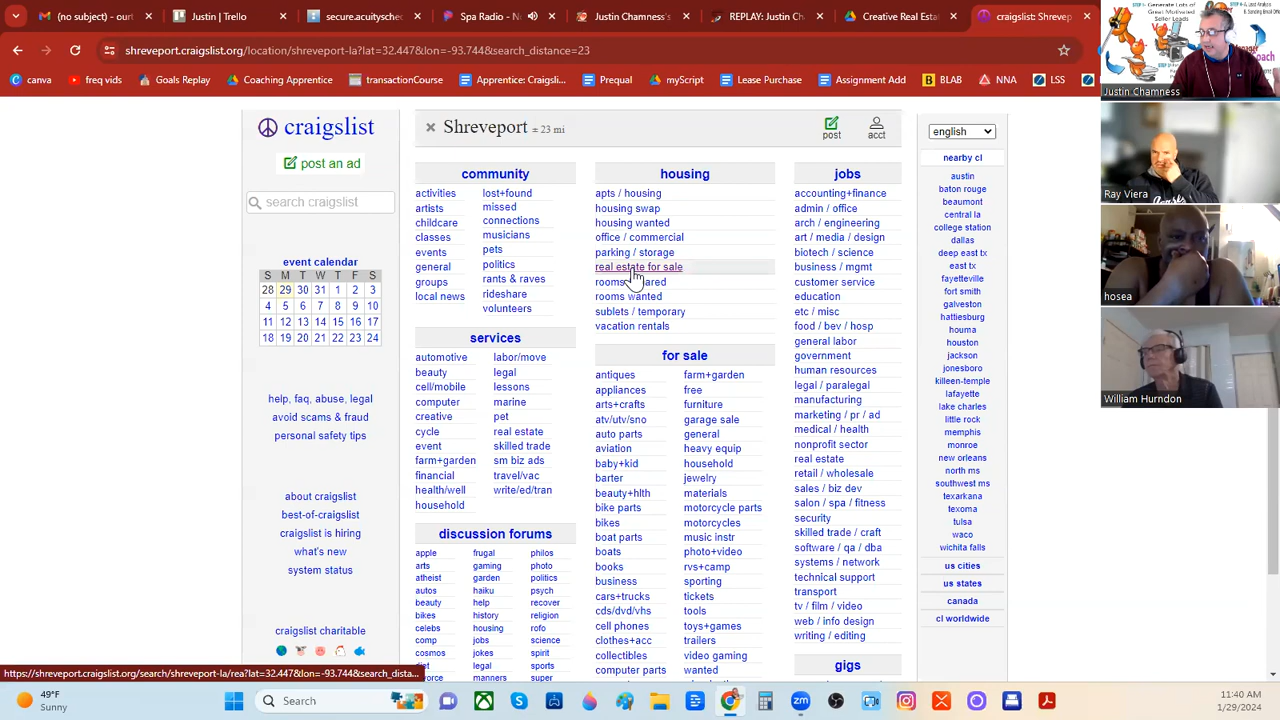 (no subject) - ourt
Justin | Trello
secure.acuityschec
Spa Radio - Ni
Justin Chamness's
REPLAY: Justin Cha
Creative Real Esta
craigslist: Shrevep
shreveport.craigslist.org/location/shreveport-la?lat=32.447&lon=-93.744&search_distance=23
canva
freq vids
Goals Replay
Coaching Apprentice
transactionCours
Apprentice: Craigsli...
Prequal
myScript
Lease Purchase
Assignment Add
BLAB
NNA
LSS
craigslist
post an ad
search craigslist
event calendar
S M T W T F S
28 29 30 31 1 2 3
4 5 6 7 8 9 10
11 12 13 14 15 16 17
18 19 20 21 22 23 24
help, faq, abuse, legal
avoid scams & fraud
personal safety tips
about craigslist
best-of-craigslist
craigslist is hiring
what's new
system status
craigslist charitable
Shreveport ± 23 mi
post
acct
community
activities
artists
childcare
classes
events
general
groups
local news
lost+found
missed
connections
musicians
pets
politics
rants & raves
rideshare
volunteers
services
automotive
beauty
cell/mobile
computer
creative
cycle
event
farm+garden
financial
health/well
household
labor/move
legal
lessons
marine
pet
real estate
skilled trade
sm biz ads
travel/vac
write/ed/tran
discussion forums
apple
arts
atheist
autos
beauty
bikes
celebs
comp
cosmos
frugal
gaming
garden
haiku
help
history
housing
jobs
jokes
legal
manners
philos
photo
politics
psych
recover
religion
rofo
science
spirit
sports
super
housing
apts / housing
housing swap
housing wanted
office / commercial
parking / storage
real estate for sale
rooms
rooms wanted
sublets / temporary
vacation rentals
for sale
antiques
appliances
arts+crafts
atv/utv/sno
auto parts
aviation
baby+kid
barter
beauty+hlth
bike parts
bikes
boat parts
boats
books
business
cars+trucks
cds/dvd/vhs
cell phones
clothes+acc
collectibles
computer parts
farm+garden
free
furniture
garage sale
general
heavy equip
household
jewelry
materials
motorcycle parts
motorcycles
music instr
photo+video
rvs+camp
sporting
tickets
tools
toys+games
trailers
video gaming
wanted
jobs
accounting+finance
admin / office
arch / engineering
art / media / design
biotech / science
business / mgmt
customer service
education
etc / misc
food / bev / hosp
general labor
government
human resources
legal / paralegal
manufacturing
marketing / pr / ad
medical / health
nonprofit sector
real estate
retail / wholesale
sales / biz dev
salon / spa / fitness
security
skilled trade / craft
software / qa / dba
systems / network
technical support
transport
tv / film / video
web / info design
writing / editing
gigs
english
nearby cl
austin
baton rouge
beaumont
central la
college station
dallas
deep east tx
east tx
fayetteville
fort smith
galveston
hattiesburg
houma
houston
jackson
jonesboro
killeen-temple
lafayette
lake charles
little rock
memphis
monroe
new orleans
north ms
southwest ms
texarkana
texoma
tulsa
waco
wichita falls
us cities
us states
canada
cl worldwide
Justin Chamness
Ray Viera
hosea
William Hurndon
https://shreveport.craigslist.org/search/shreveport-la/rea?lat=32.447&lon=-93.744&search_dista...
49°F
Sunny
Search
11:40 AM
1/29/2024